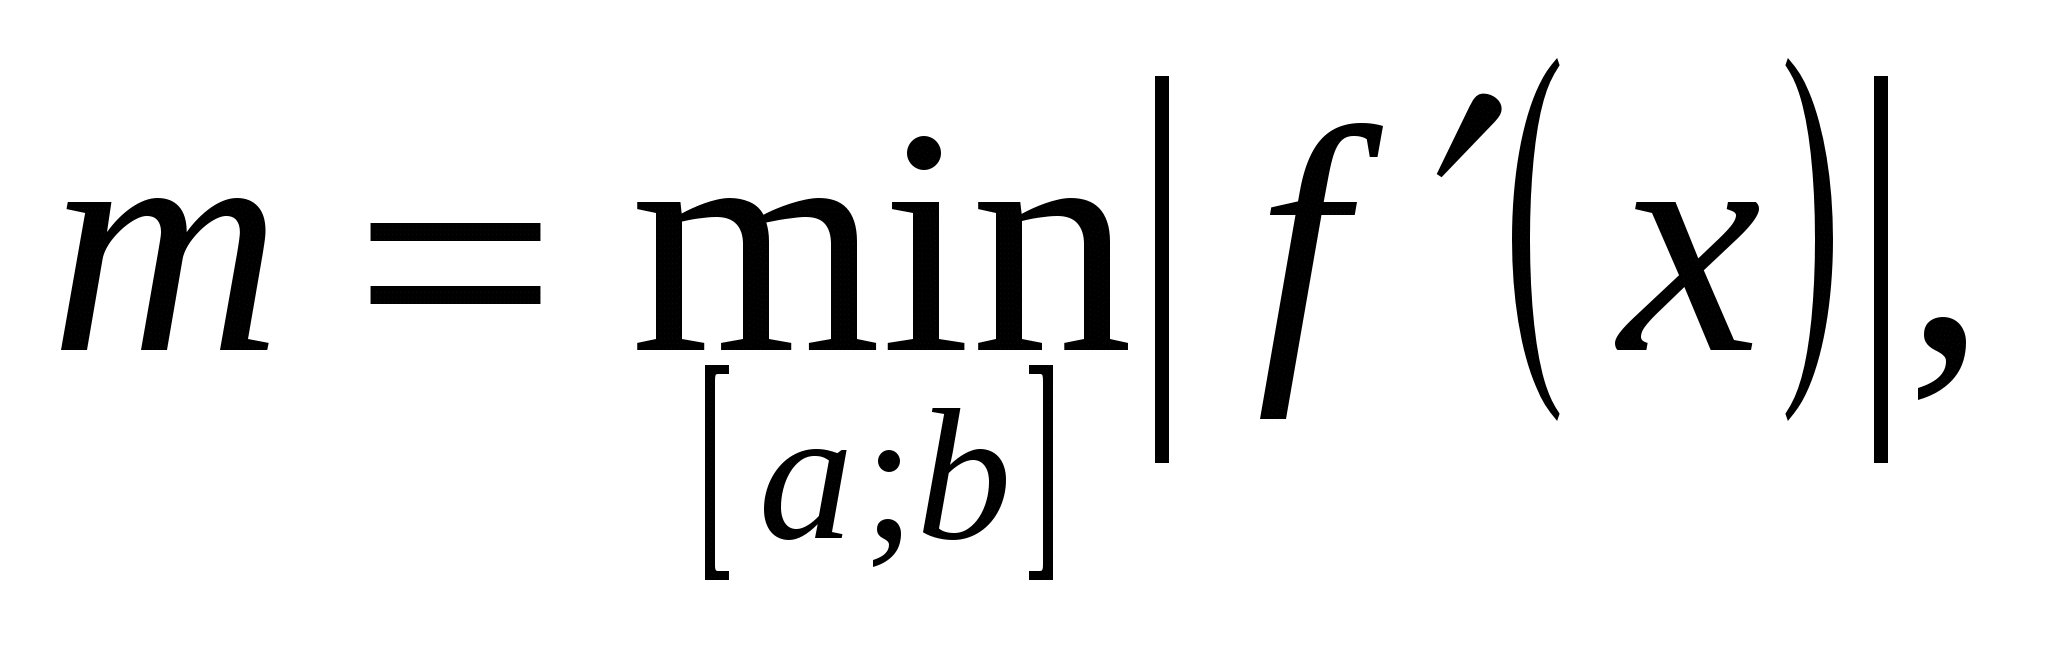 m = min| f ′(x)|,
[a;b]